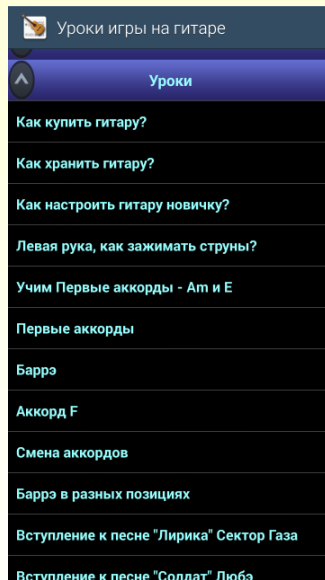 Уроки игры на гитаре
Уроки
Как купить гитару?
Как хранить гитару?
Как настроить гитару новичку?
Левая рука, как зажимать струны?
Учим Первые аккорды - Am и E
Первые аккорды
Баррэ
Аккорд F
Смена аккордов
Баррэ в разных позициях
Вступление к песне "Лирика" Сектор Газа
Вступление к песне "Солдат" Любэ